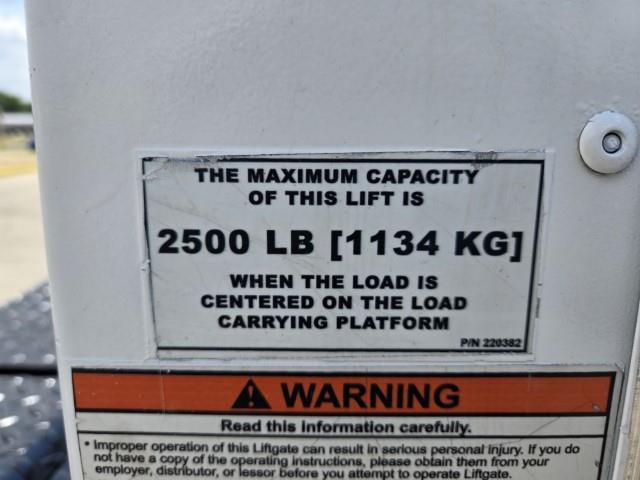 THE MAXIMUM CAPACITY
OF THIS LIFT IS
2500 LB [1134 KG]
WHEN THE LOAD IS
CENTERED ON THE LOAD
CARRYING PLATFORM
P/N 220382
WARNING
Read this information carefully.
• Improper operation of this Liftgate can result in serious personal injury. If you do
not have a copy of the operating instructions, please obtain them from your
employer, distributor, or lessor before you attempt to operate Liftgate.